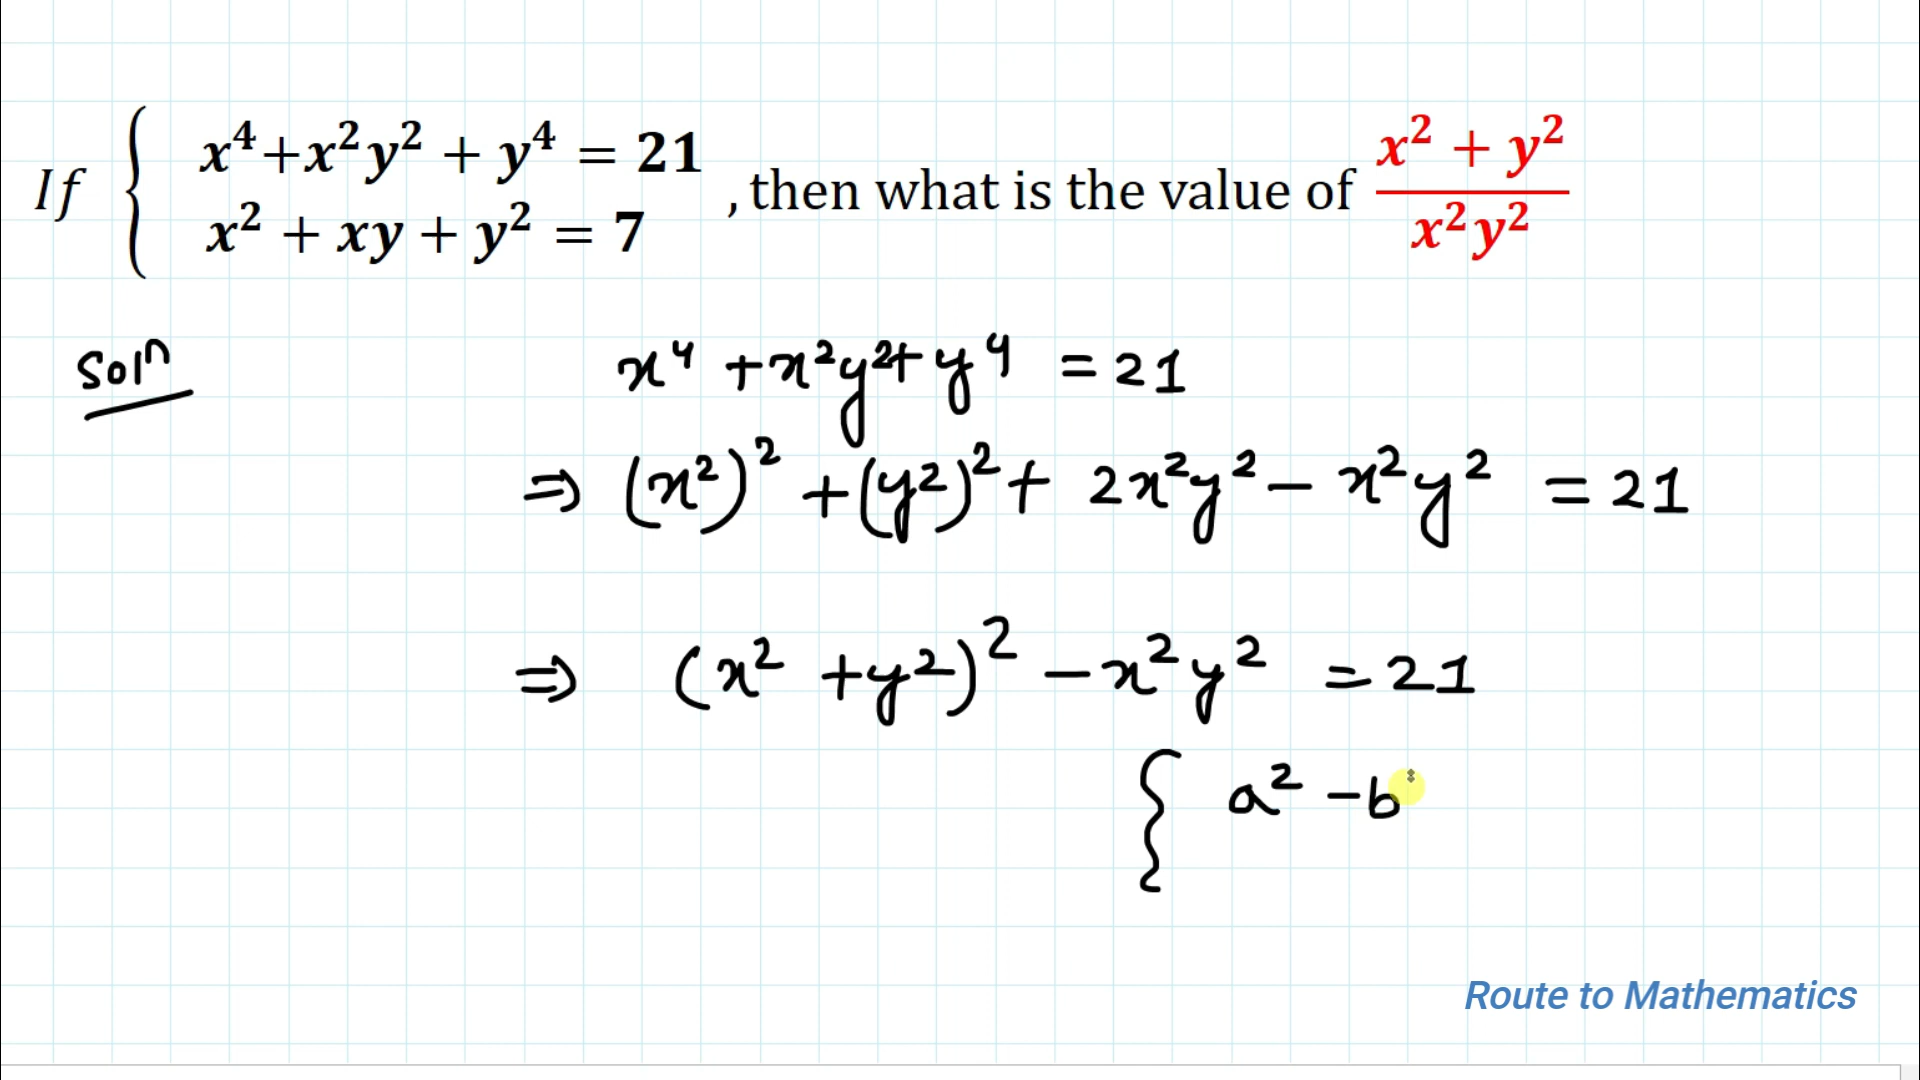 If { x⁴+x²y² + y⁴ = 21
x² + xy + y² = 7 , then what is the value of (x² + y²)/(x²y²)
Solⁿ
x⁴ + x²y² + y⁴ = 21
⇒ (x²)² + (y²)² + 2x²y² − x²y² = 21
⇒ (x² + y²)² − x²y² = 21
{ a² − b
Route to Mathematics